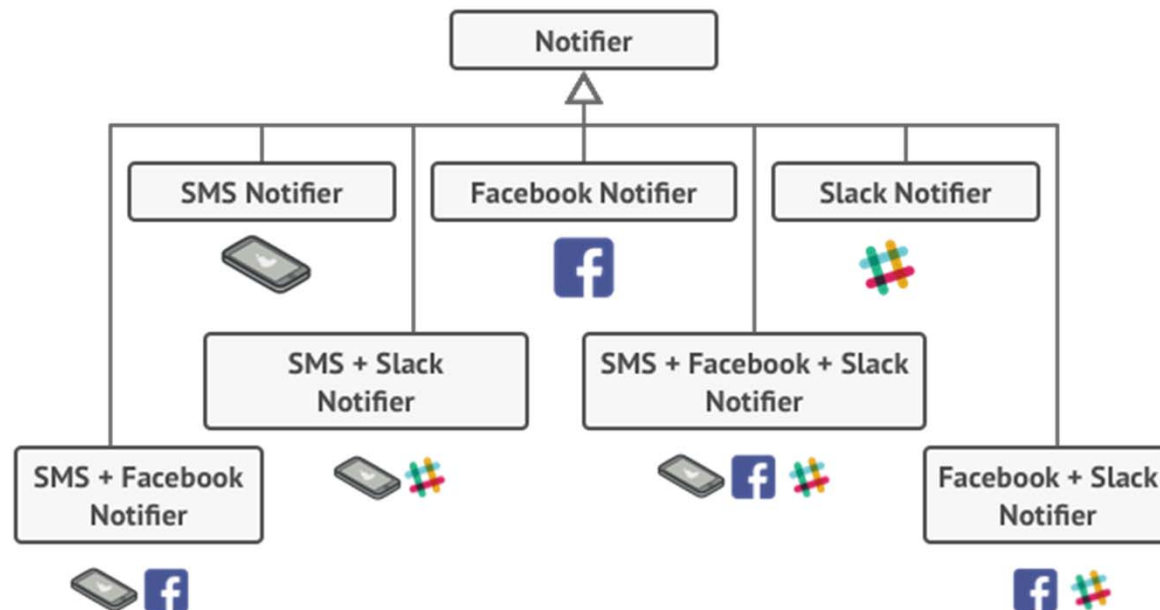 Notifier
SMS Notifier
Facebook Notifier
Slack Notifier
SMS + Slack
Notifier
SMS + Facebook + Slack
Notifier
SMS + Facebook
Notifier
Facebook + Slack
Notifier